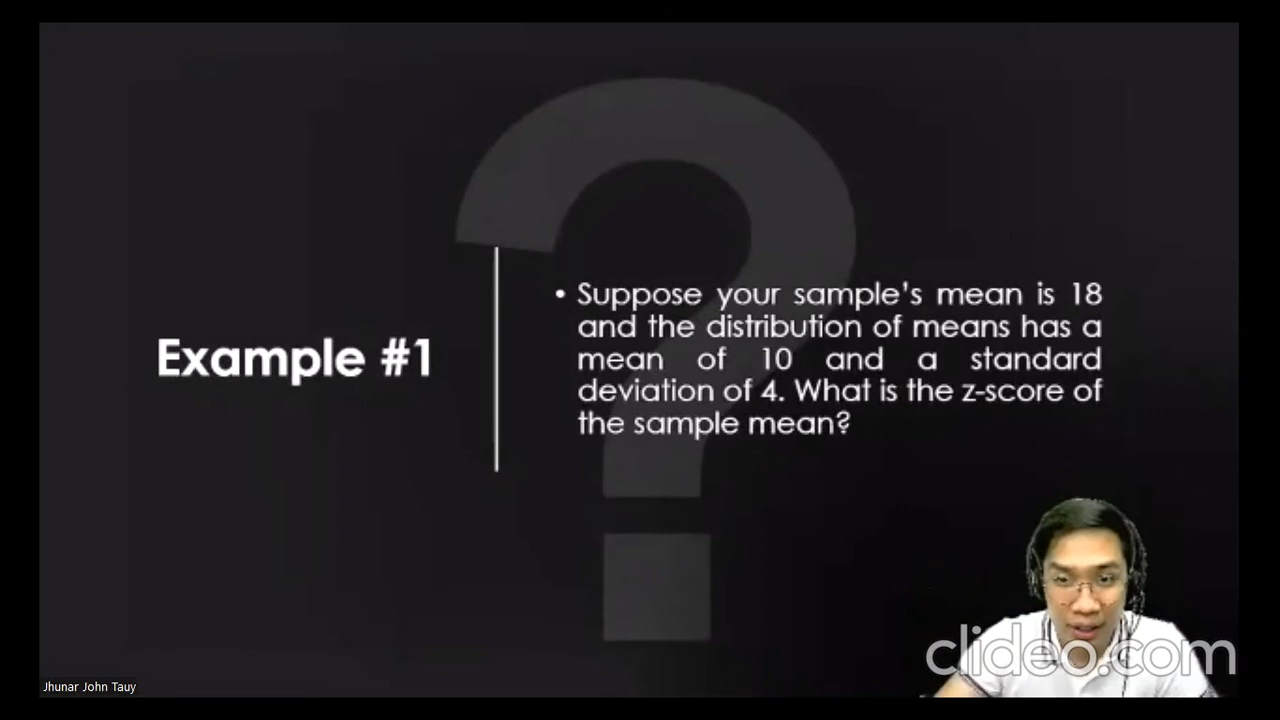 Example #1
• Suppose your sample's mean is 18
and the distribution of means has a
mean of 10 and a standard
deviation of 4. What is the z-score of
the sample mean?
clideo.com
Jhunar John Tauy